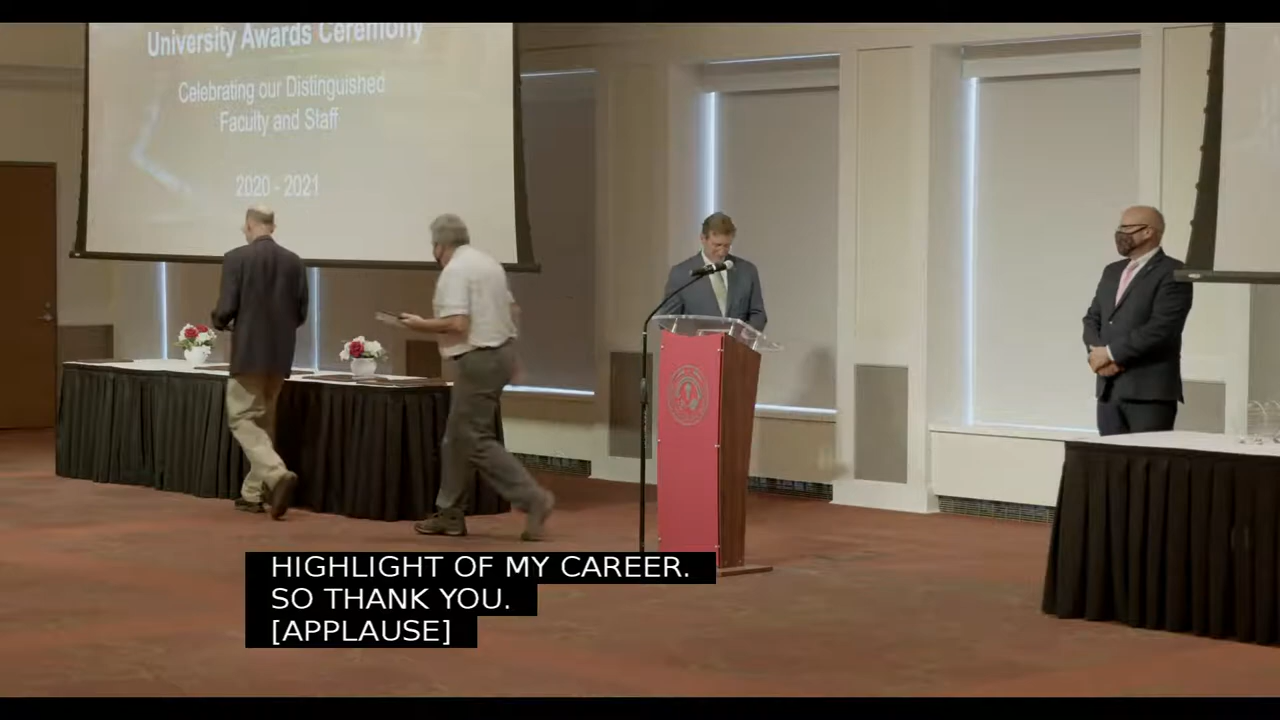 University Awards Ceremony
Celebrating our Distinguished
Faculty and Staff
2020 - 2021
HIGHLIGHT OF MY CAREER.
SO THANK YOU.
[APPLAUSE]